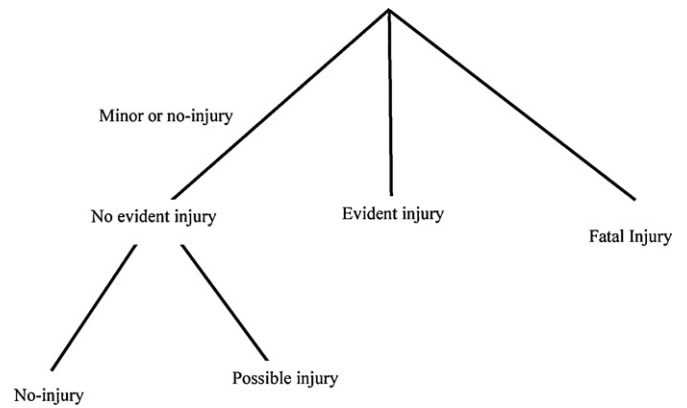 Minor or no-injury
No evident injury
Evident injury
Fatal Injury
No-injury
Possible injury